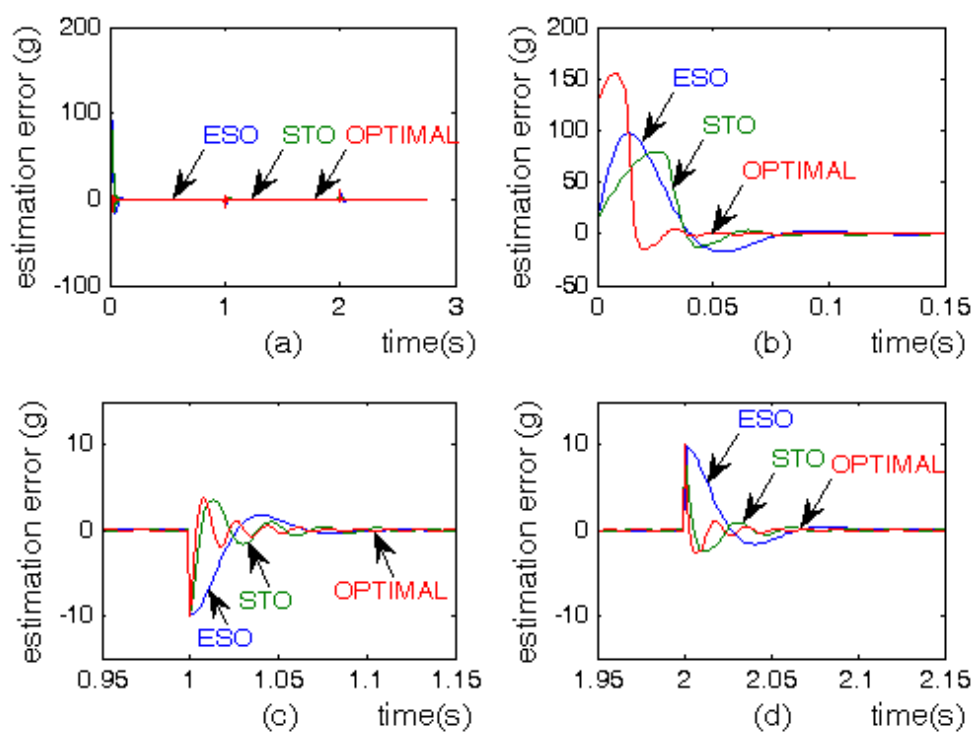 estimation error (g)
200
100
0
-100
ESO
STO
OPTIMAL
0
1
2
3
(a)
time(s)
estimation error (g)
200
150
100
50
0
-50
ESO
STO
OPTIMAL
0
0.05
0.1
0.15
(b)
time(s)
estimation error (g)
10
0
-10
STO
ESO
OPTIMAL
0.95
1
1.05
1.1
1.15
(c)
time(s)
estimation error (g)
10
0
-10
ESO
STO
OPTIMAL
1.95
2
2.05
2.1
2.15
(d)
time(s)